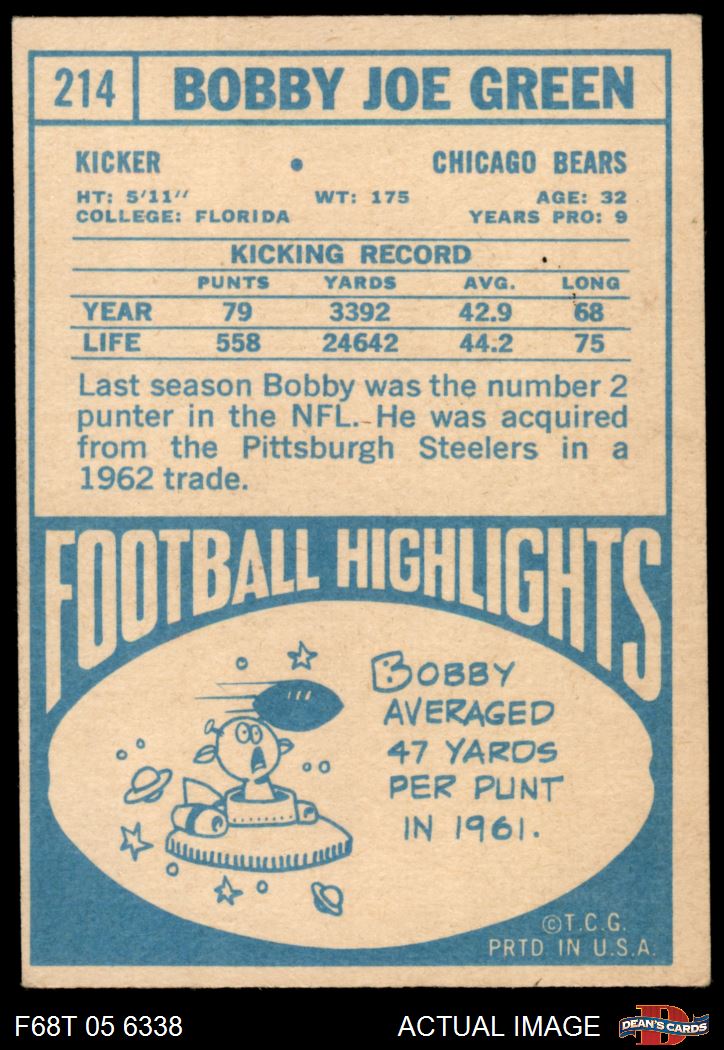 214 BOBBY JOE GREEN
KICKER • CHICAGO BEARS
HT: 5'11" WT: 175 AGE: 32
COLLEGE: FLORIDA YEARS PRO: 9
KICKING RECORD
PUNTS YARDS AVG. LONG
YEAR 79 3392 42.9 68
LIFE 558 24642 44.2 75
Last season Bobby was the number 2
punter in the NFL. He was acquired
from the Pittsburgh Steelers in a
1962 trade.
FOOTBALL HIGHLIGHTS
BOBBY
AVERAGED
47 YARDS
PER PUNT
IN 1961.
©T.C.G.
PRTD IN U.S.A.
F68T 05 6338 ACTUAL IMAGE
D
DEAN'S CARDS